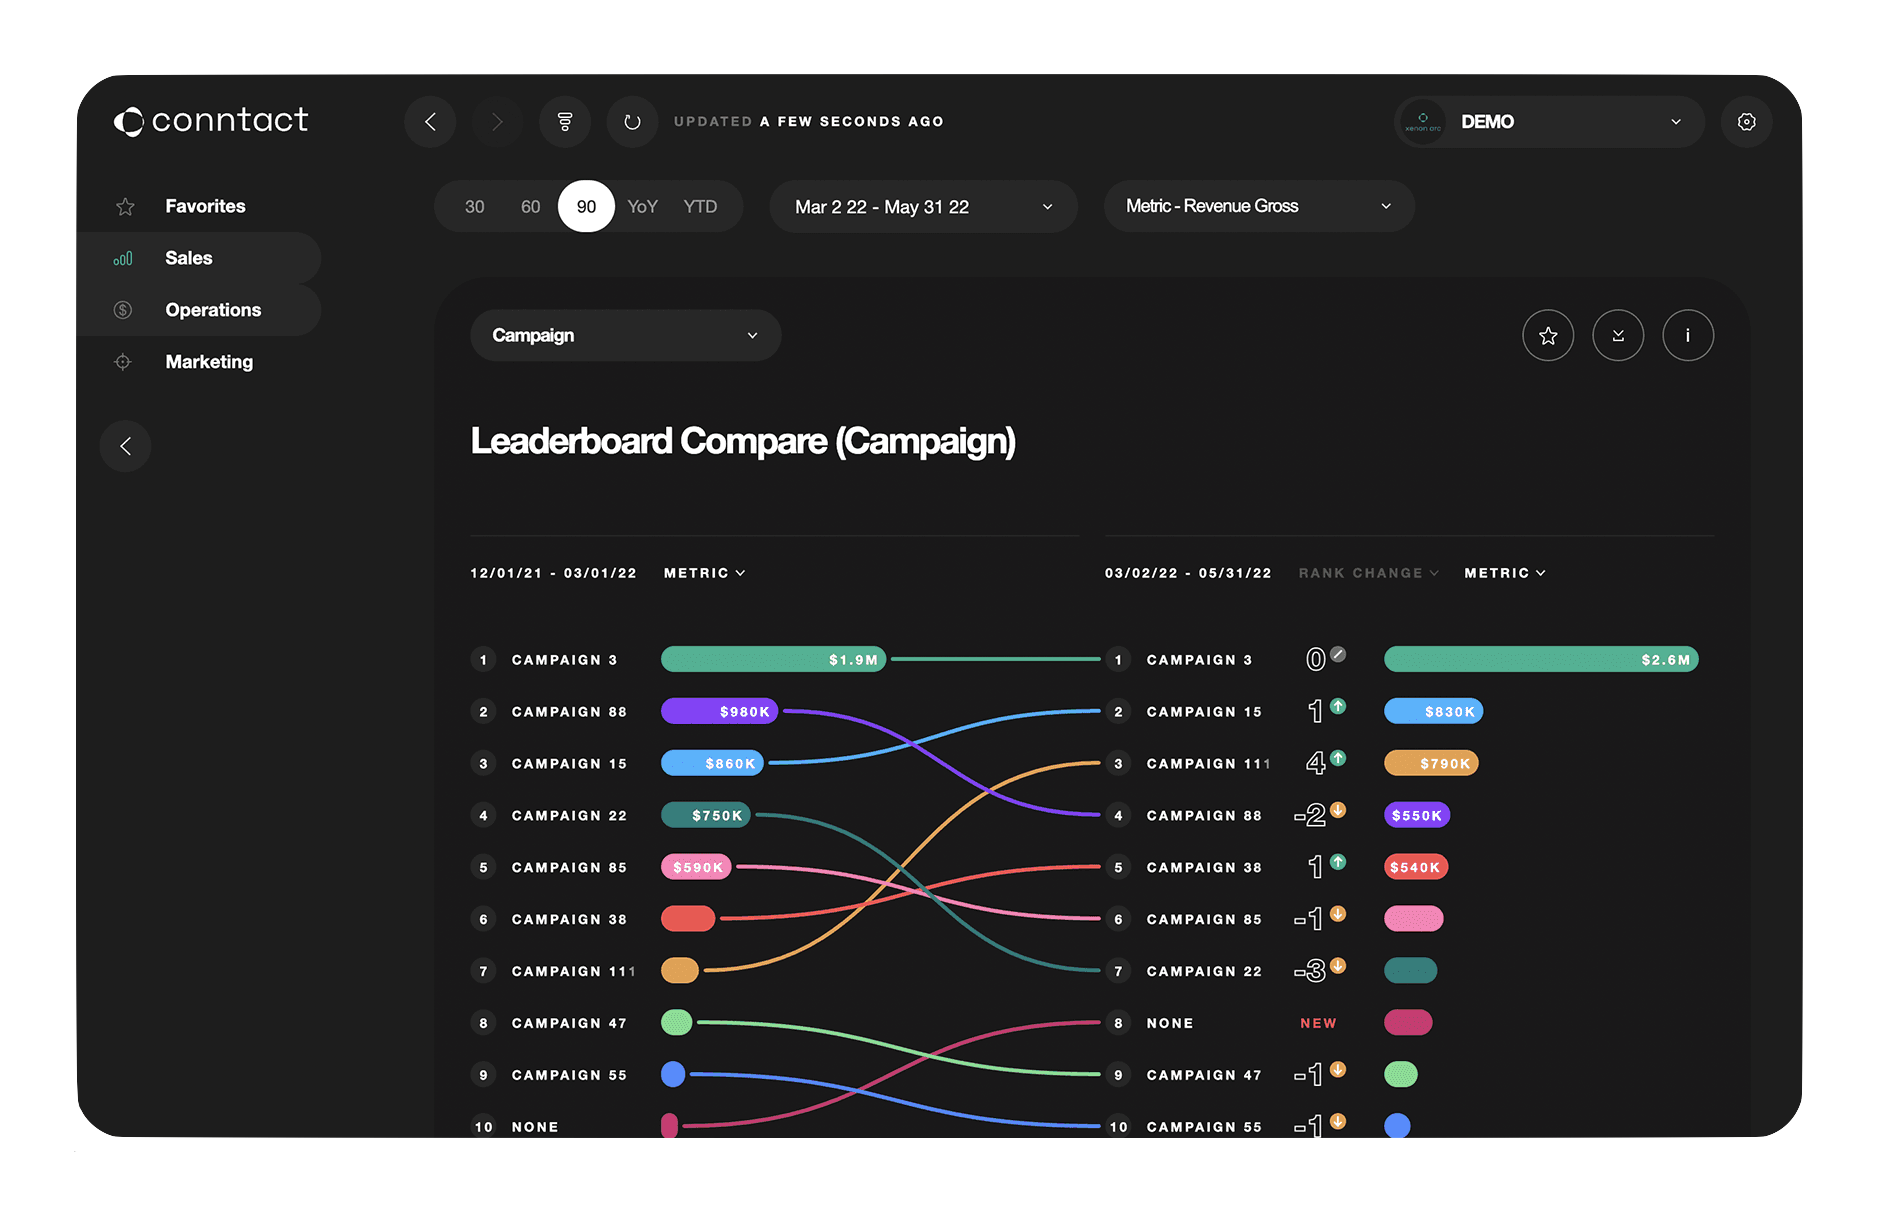 conntact
UPDATED A FEW SECONDS AGO
xenon arc
DEMO
Favorites
Sales
Operations
Marketing
30 60 90 YoY YTD
Mar 2 22 - May 31 22
Metric - Revenue Gross
Campaign
i
Leaderboard Compare (Campaign)
12/01/21 - 03/01/22 METRIC
03/02/22 - 05/31/22 RANK CHANGE METRIC
1 CAMPAIGN 3 $1.9M 1 CAMPAIGN 3 0 $2.6M
2 CAMPAIGN 88 $980K 2 CAMPAIGN 15 1 $830K
3 CAMPAIGN 15 $860K 3 CAMPAIGN 111 4 $790K
4 CAMPAIGN 22 $750K 4 CAMPAIGN 88 -2 $550K
5 CAMPAIGN 85 $590K 5 CAMPAIGN 38 1 $540K
6 CAMPAIGN 38 6 CAMPAIGN 85 -1
7 CAMPAIGN 111 7 CAMPAIGN 22 -3
8 CAMPAIGN 47 8 NONE NEW
9 CAMPAIGN 55 9 CAMPAIGN 47 -1
10 NONE 10 CAMPAIGN 55 -1